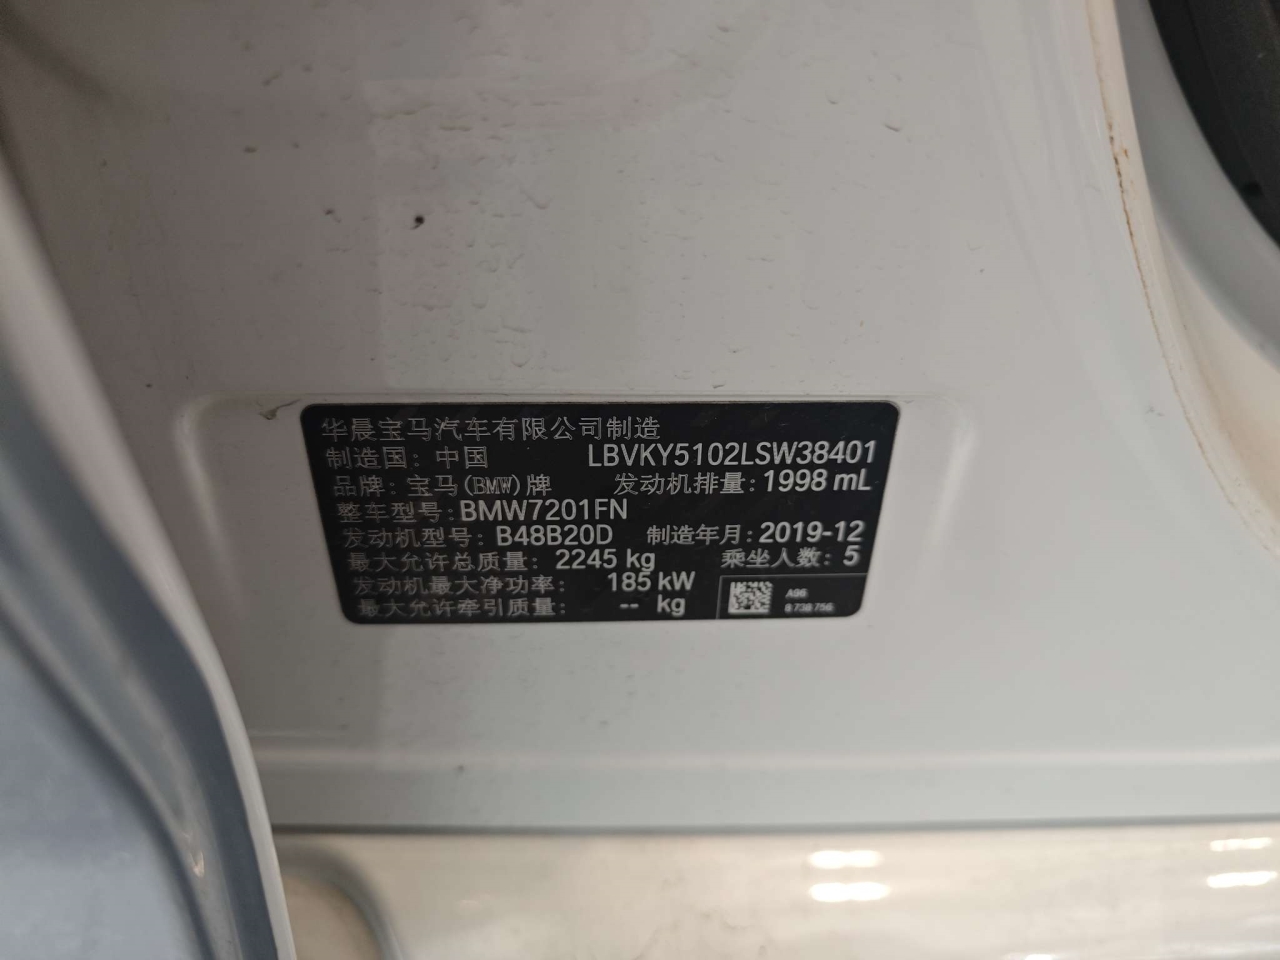 华晨宝马汽车有限公司制造
制造国: 中国 LBVKY5102LSW38401
品牌: 宝马(BMW)牌 发动机排量: 1998 mL
整车型号: BMW7201FN
发动机型号: B48B20D 制造年月: 2019-12
最大允许总质量: 2245 kg 乘坐人数: 5
发动机最大净功率: 185 kW
最大允许牵引质量: -- kg
A96
8 738 756